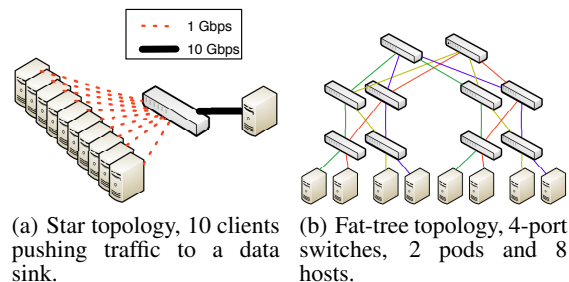 1 Gbps
10 Gbps
(a) Star topology, 10 clients
pushing traffic to a data
sink.
(b) Fat-tree topology, 4-port
switches, 2 pods and 8
hosts.